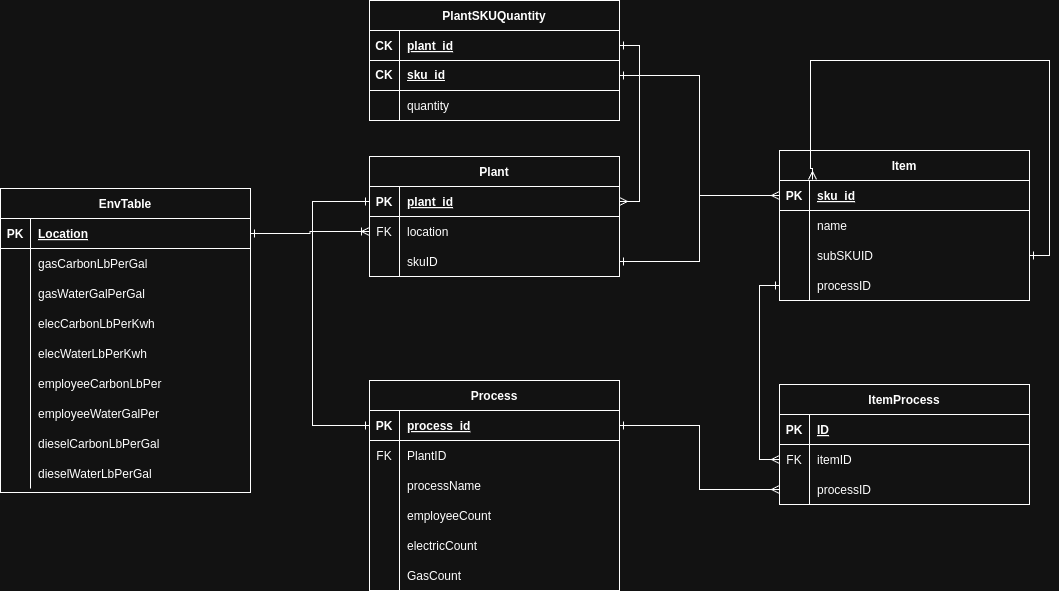 PlantSKUQuantity
CK plant_id
CK sku_id
quantity
Plant
PK plant_id
FK location
skuID
EnvTable
PK Location
gasCarbonLbPerGal
gasWaterGalPerGal
elecCarbonLbPerKwh
elecWaterLbPerKwh
employeeCarbonLbPer
employeeWaterGalPer
dieselCarbonLbPerGal
dieselWaterLbPerGal
Item
PK sku_id
name
subSKUID
processID
Process
PK process_id
FK PlantID
processName
employeeCount
electricCount
GasCount
ItemProcess
PK ID
FK itemID
processID